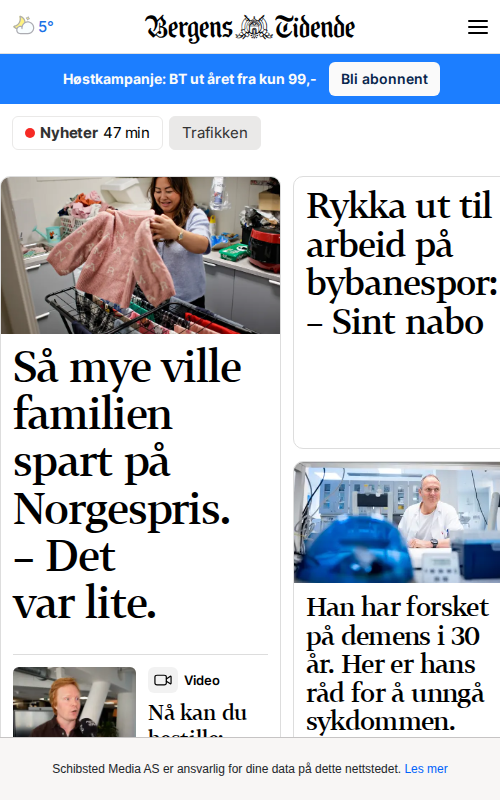 5°
Bergens Tidende
Høstkampanje: BT ut året fra kun 99,-
Bli abonnent
Nyheter 47 min
Trafikken
Så mye ville
familien
spart på
Norgespris.
– Det
var lite.
Video
Nå kan du
bestille:
Rykka ut til
arbeid på
bybanespor:
– Sint nabo
Han har forsket
på demens i 30
år. Her er hans
råd for å unngå
sykdommen.
Schibsted Media AS er ansvarlig for dine data på dette nettstedet. Les mer